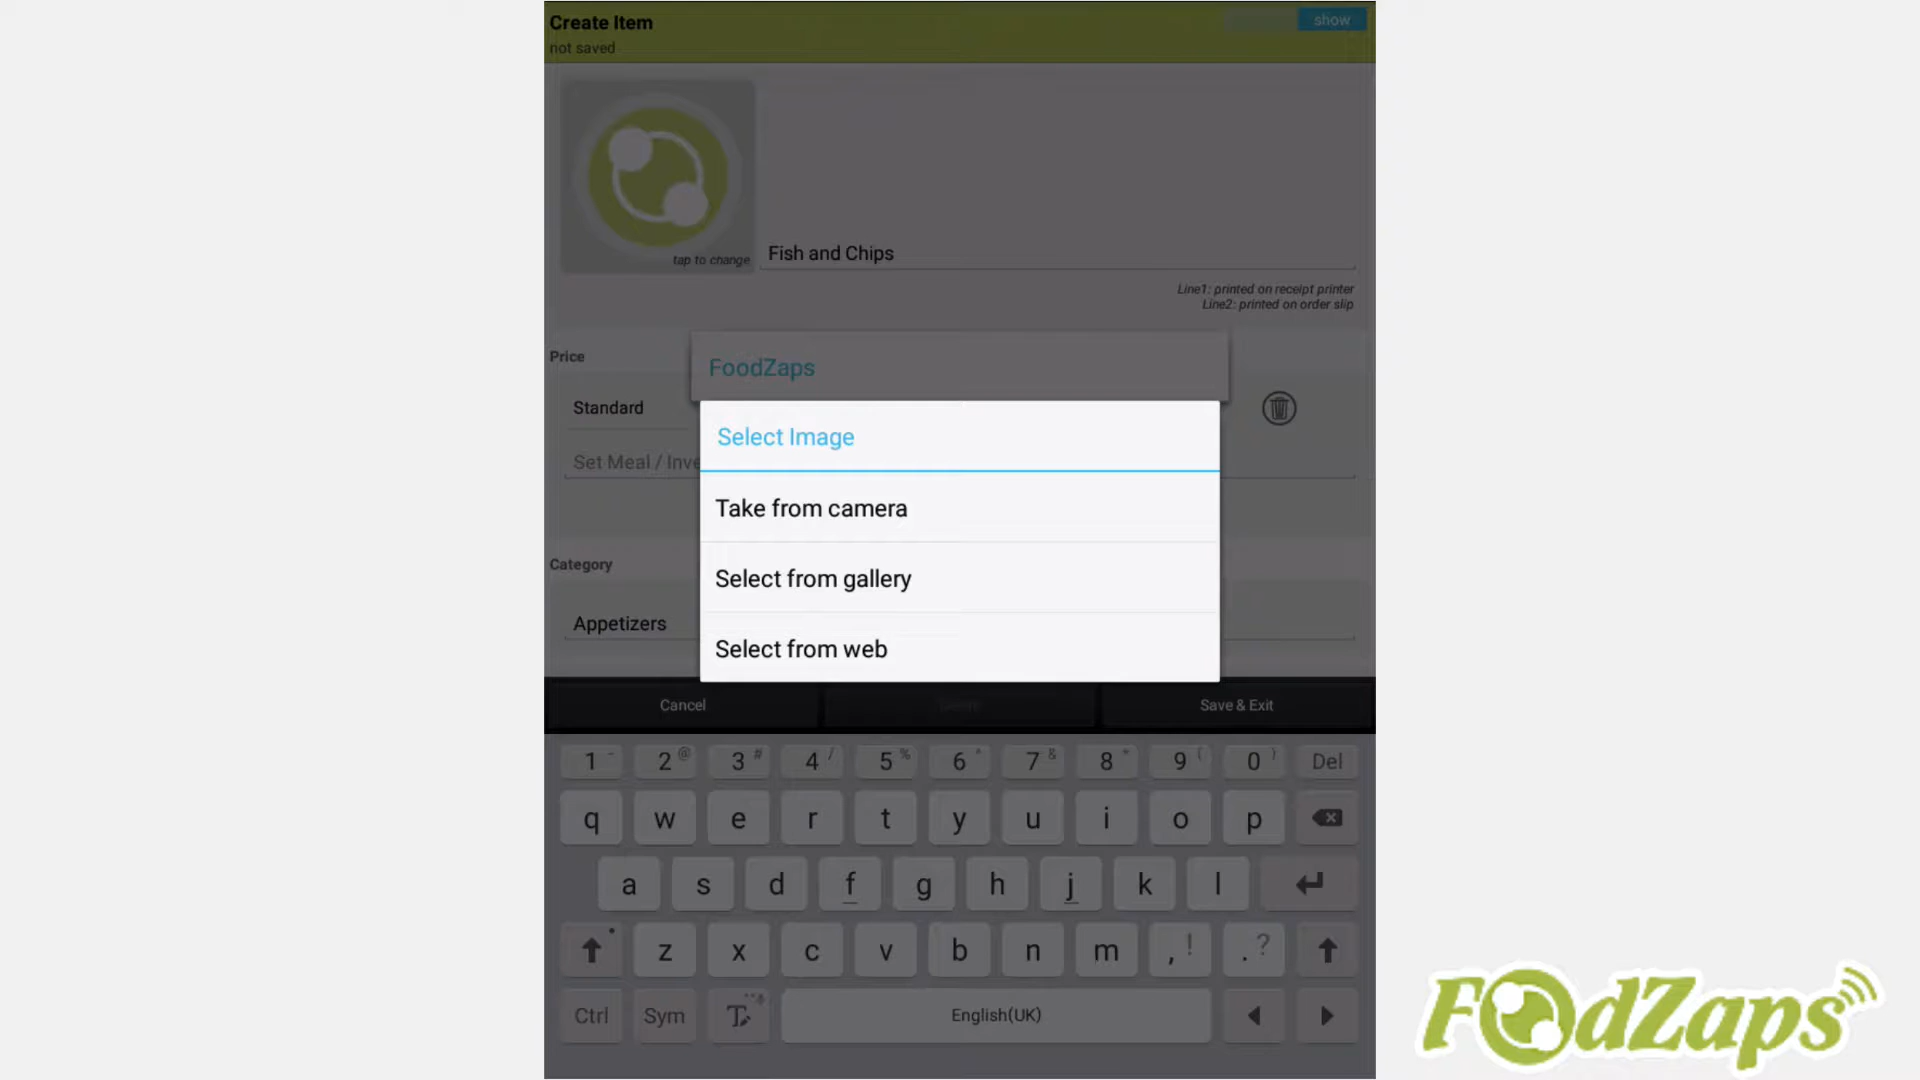 Create Item
show
not saved
tap to change
Fish and Chips
Line1: printed on receipt printer
Line2: printed on order slip
Price
FoodZaps
Standard
Select Image
Set Meal / Inve
Take from camera
Category
Select from gallery
Appetizers
Select from web
Cancel
Save & Exit
1 - 2 @ 3 # 4 / 5 % 6 ^ 7 & 8 * 9 ( 0 ) Del
q w e r t y u i o p
a s d f g h j k l
z x c v b n m , ! . ?
Ctrl Sym T English(UK)
FoodZaps